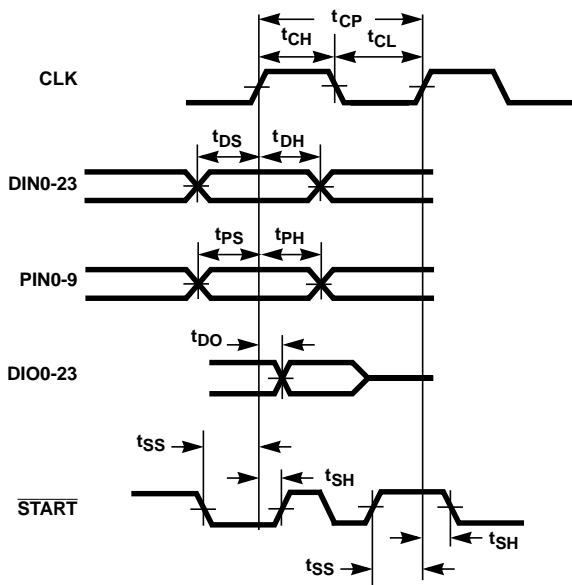 tCP
tCH tCL
CLK
tDS tDH
DIN0-23
tPS tPH
PIN0-9
tDO
DIO0-23
tSS
tSH
START
tSH
tSS